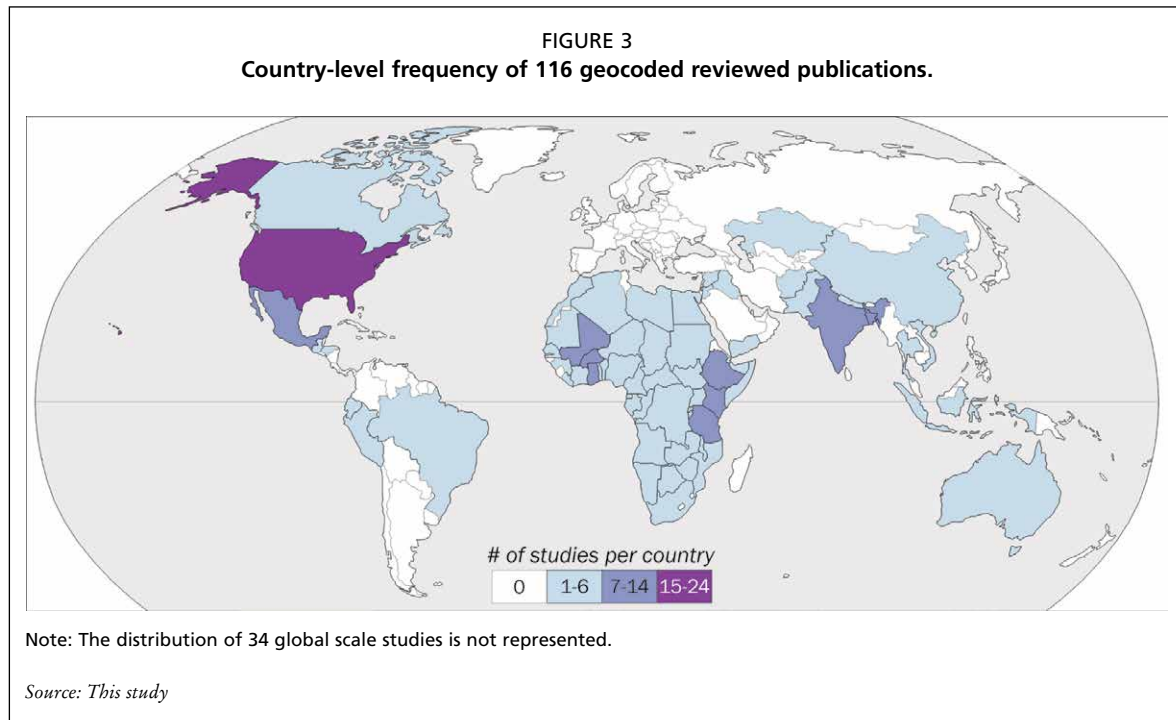 FIGURE 3
Country-level frequency of 116 geocoded reviewed publications.
# of studies per country
0 1-6 7-14 15-24
Note: The distribution of 34 global scale studies is not represented.
Source: This study